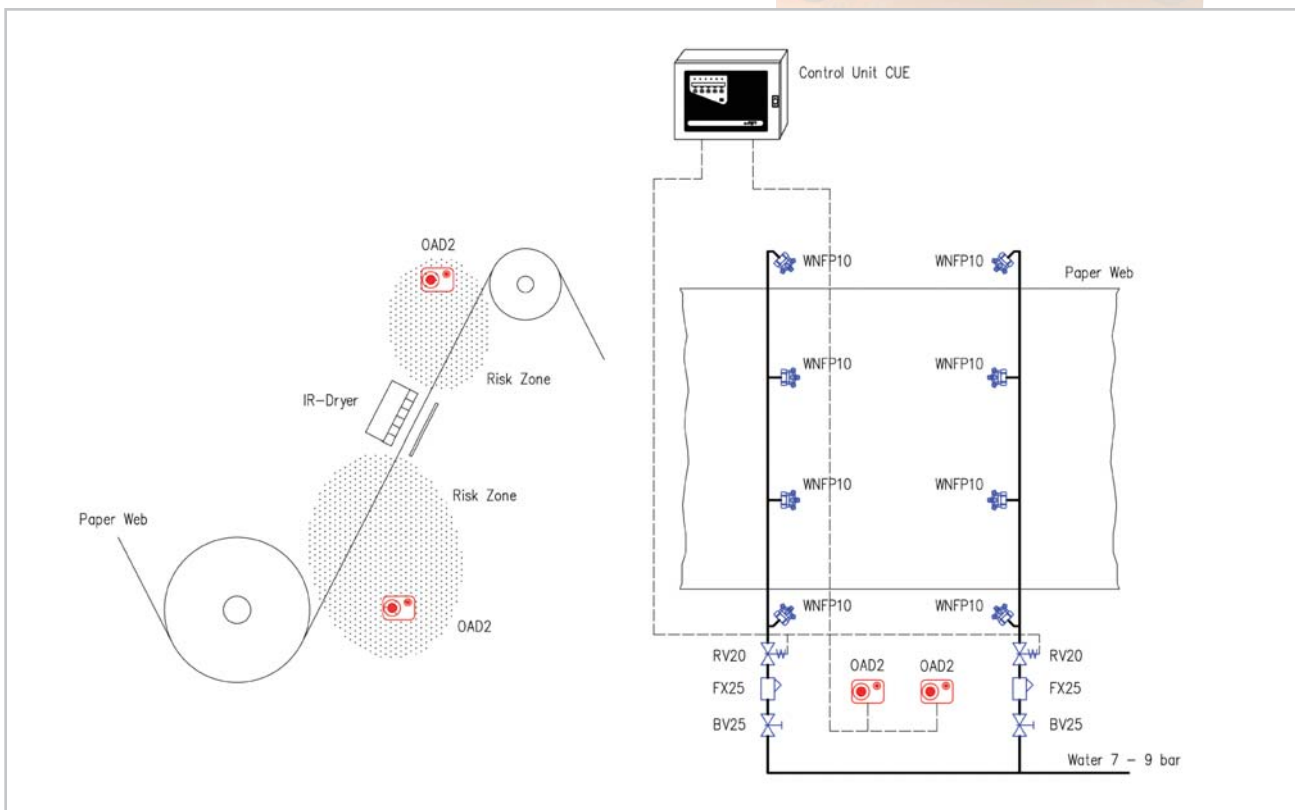 Control Unit CUE
OAD2
WNFP10 WNFP10
Paper Web
Risk Zone
WNFP10 WNFP10
IR-Dryer
Risk Zone
WNFP10 WNFP10
Paper Web
WNFP10 WNFP10
OAD2
RV20 OAD2 OAD2 RV20
FX25 FX25
BV25 BV25
Water 7 - 9 bar